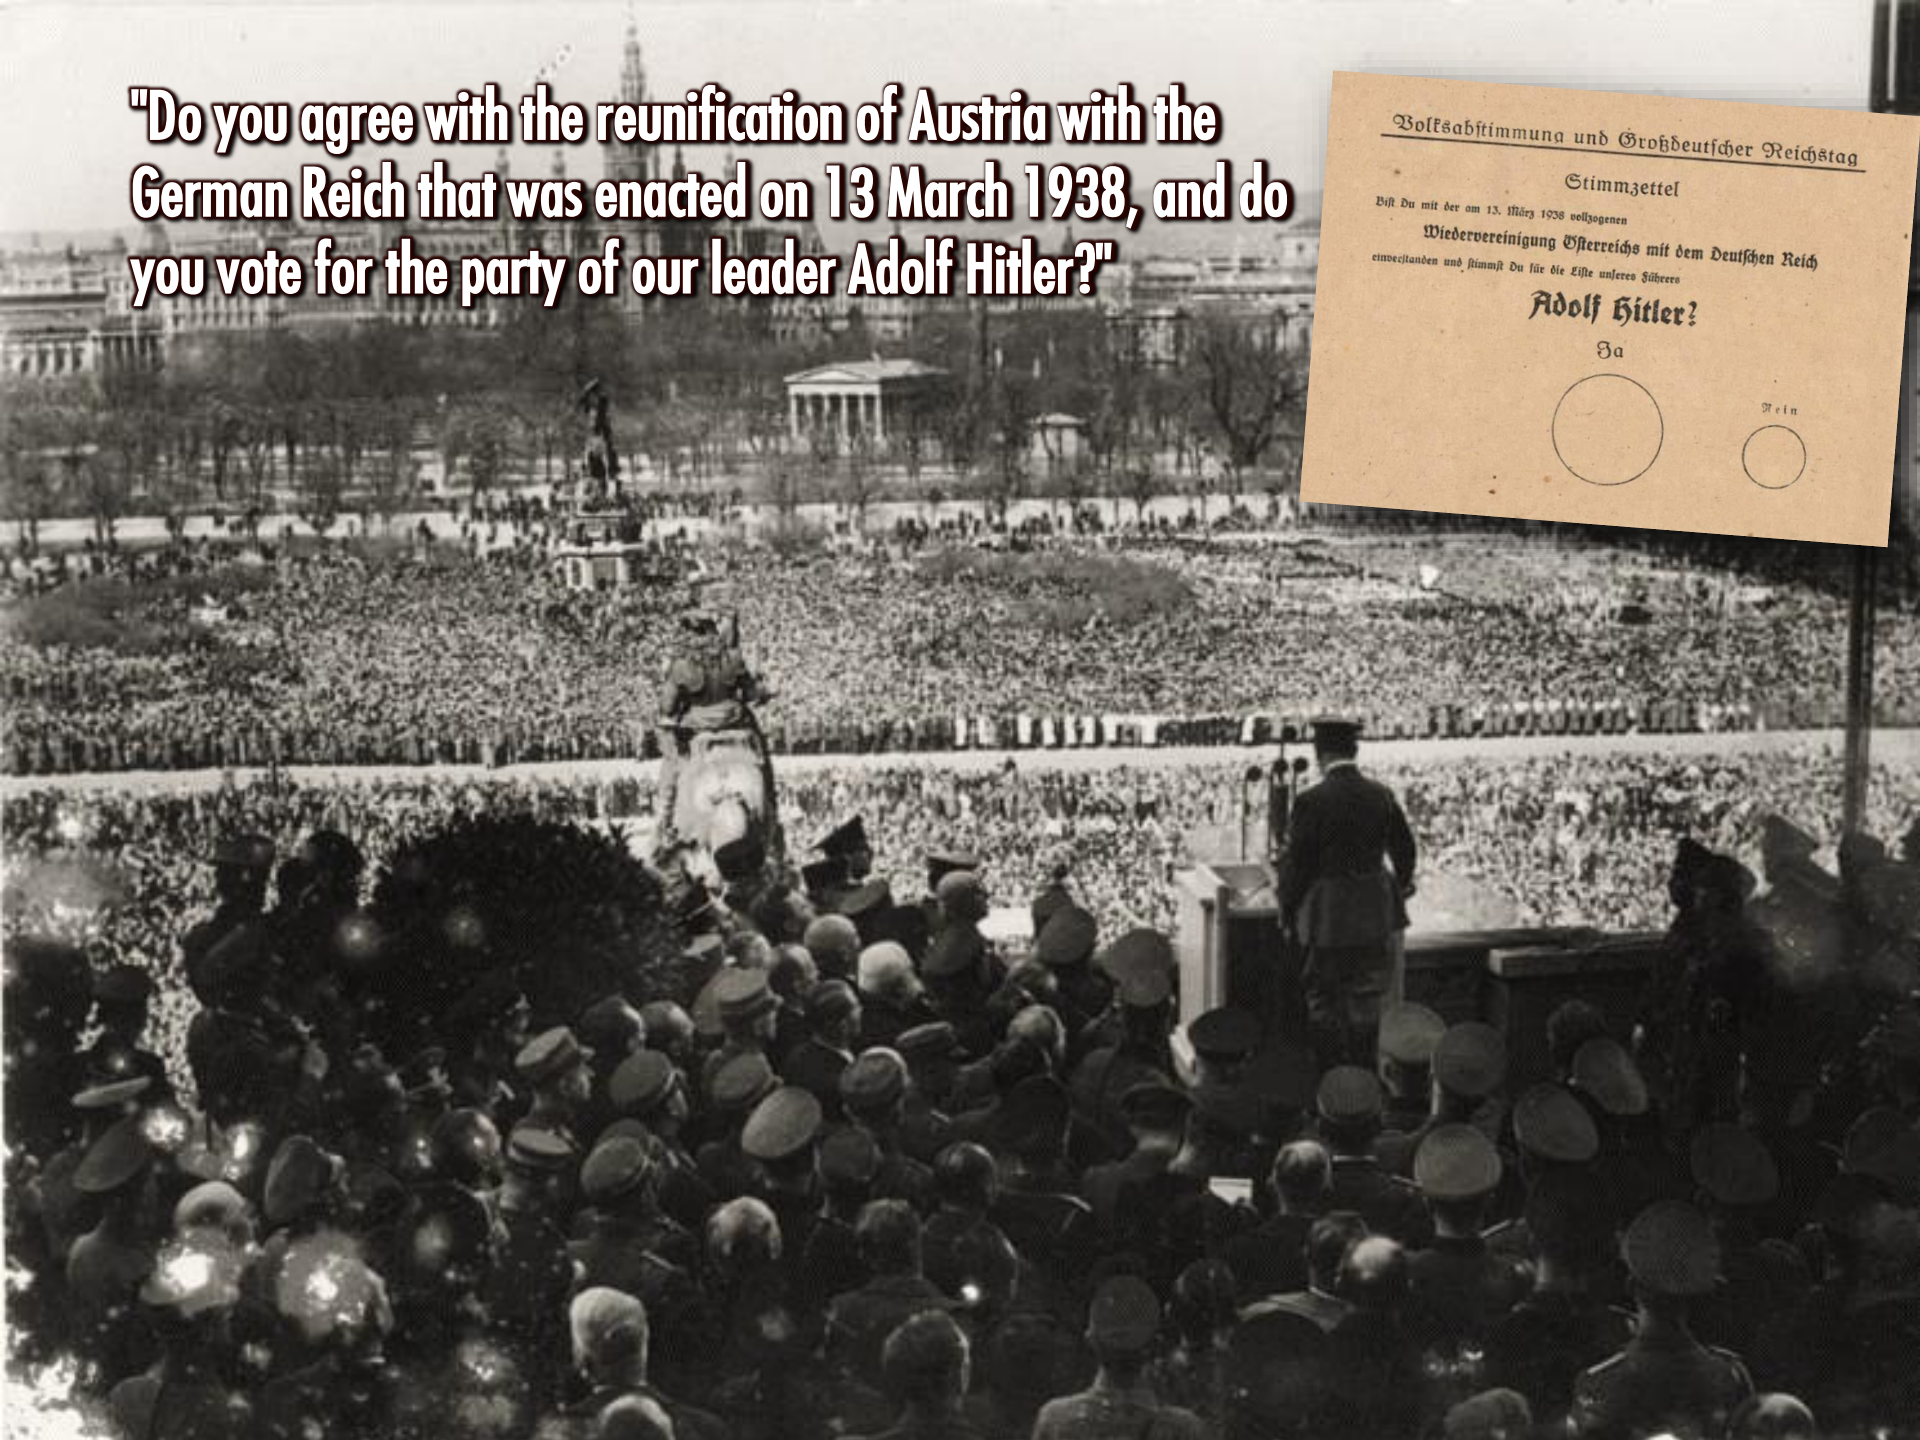 "Do you agree with the reunification of Austria with the
German Reich that was enacted on 13 March 1938, and do
you vote for the party of our leader Adolf Hitler?"
Volksabstimmung und Großdeutscher Reichstag
Stimmzettel
Bist Du mit der am 13. März 1938 vollzogenen
Wiedervereinigung Österreichs mit dem Deutschen Reich
einverstanden und stimmst Du für die Liste unseres Führers
Adolf Hitler?
Ja
Nein